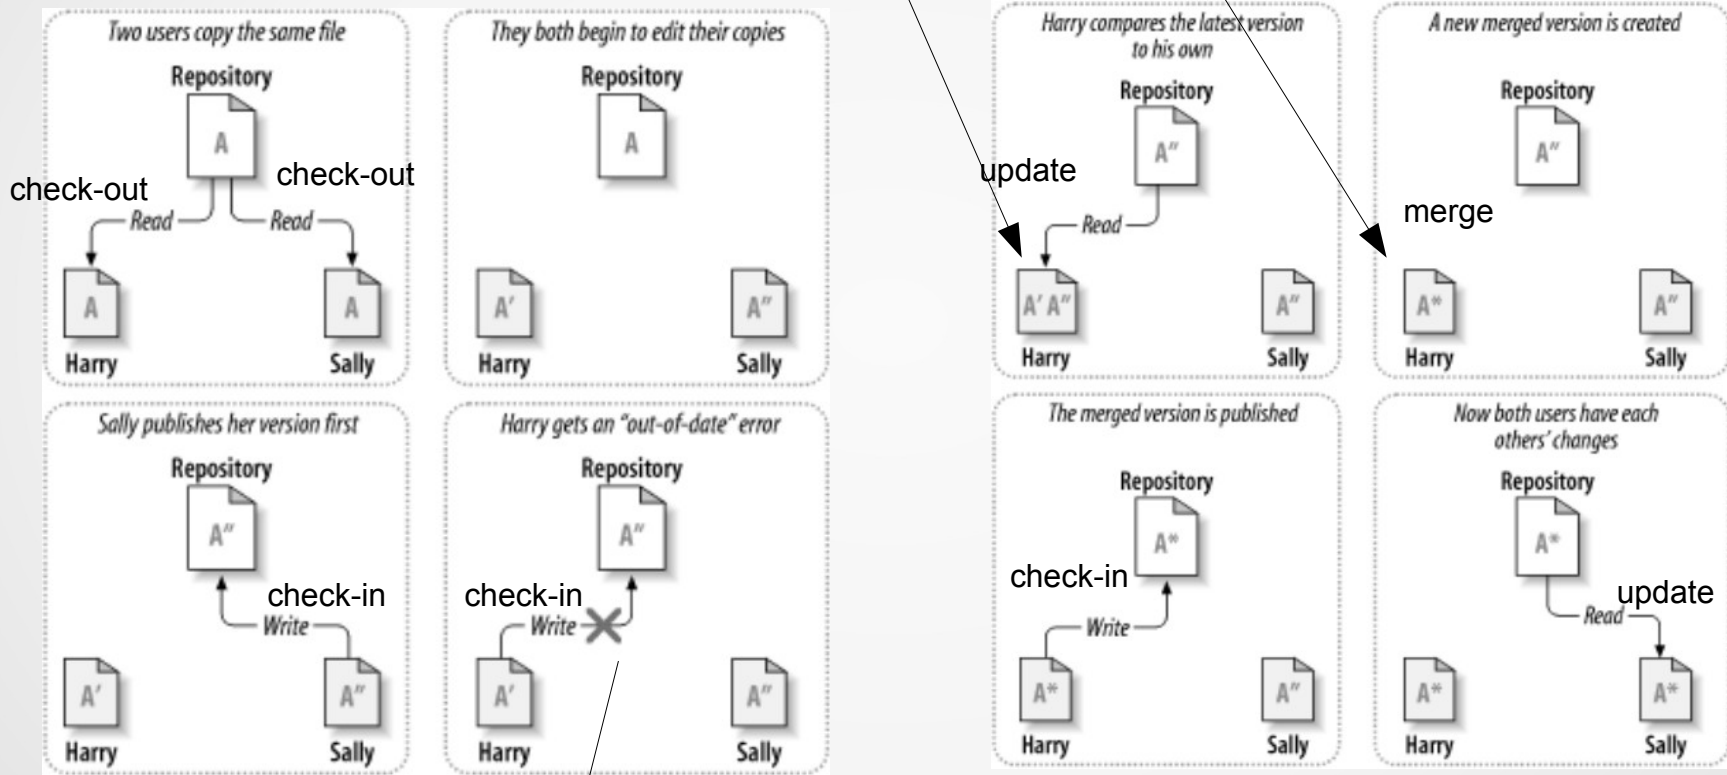 Two users copy the same file
Repository
A
check-out
check-out
Read
Read
A
A
Harry
Sally
They both begin to edit their copies
Repository
A
A'
A"
Harry
Sally
Sally publishes her version first
Repository
A"
check-in
Write
A'
A"
Harry
Sally
Harry gets an "out-of-date" error
Repository
A"
check-in
Write
A'
A"
Harry
Sally
Harry compares the latest version
to his own
Repository
A"
update
Read
A' A"
A"
Harry
Sally
A new merged version is created
Repository
A"
merge
A*
A"
Harry
Sally
The merged version is published
Repository
A*
check-in
Write
A*
A"
Harry
Sally
Now both users have each
others' changes
Repository
A*
update
Read
A*
A*
Harry
Sally